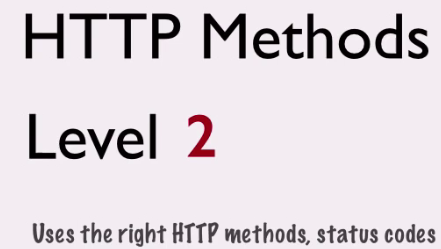 HTTP Methods
Level 2
Uses the right HTTP methods, status codes